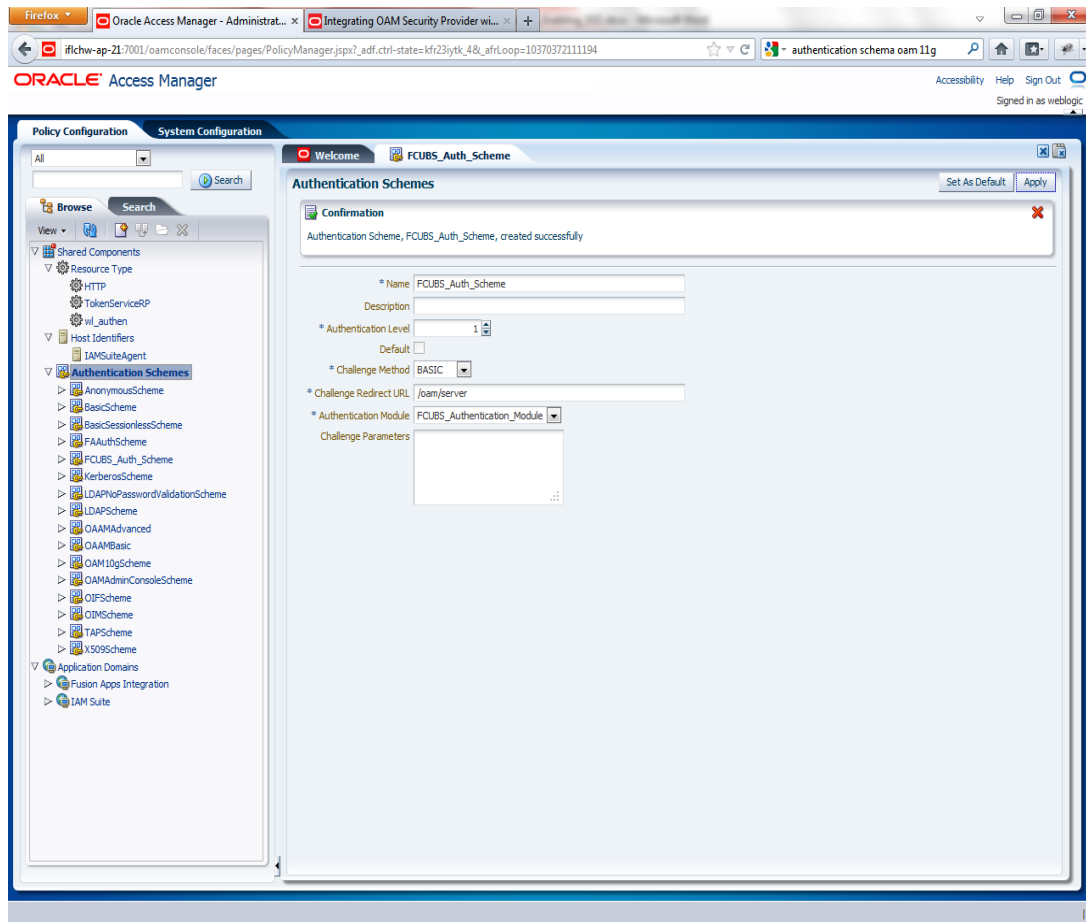 Firefox
Oracle Access Manager - Administrat... ×
Integrating OAM Security Provider wi... ×
+
iflchw-ap-21:7001/oamconsole/faces/pages/PolicyManager.jspx?_adf.ctrl-state=kfr23iytk_4&_afrLoop=10370372111194
authentication schema oam 11g
ORACLE Access Manager
Accessibility Help Sign Out
Signed in as weblogic
Policy Configuration
System Configuration
All
Search
Browse
Search
View
Shared Components
Resource Type
HTTP
TokenServiceRP
wl_authen
Host Identifiers
IAMSuiteAgent
Authentication Schemes
AnonymousScheme
BasicScheme
BasicSessionlessScheme
FAAuthScheme
FCUBS_Auth_Scheme
KerberosScheme
LDAPNoPasswordValidationScheme
LDAPScheme
OAAMAdvanced
OAAMBasic
OAM10gScheme
OAMAdminConsoleScheme
OIFScheme
OIMScheme
TAPScheme
X509Scheme
Application Domains
Fusion Apps Integration
IAM Suite
Welcome
FCUBS_Auth_Scheme
Authentication Schemes
Set As Default
Apply
Confirmation
Authentication Scheme, FCUBS_Auth_Scheme, created successfully
* Name FCUBS_Auth_Scheme
Description
* Authentication Level 1
Default
* Challenge Method BASIC
* Challenge Redirect URL /oam/server
* Authentication Module FCUBS_Authentication_Module
Challenge Parameters